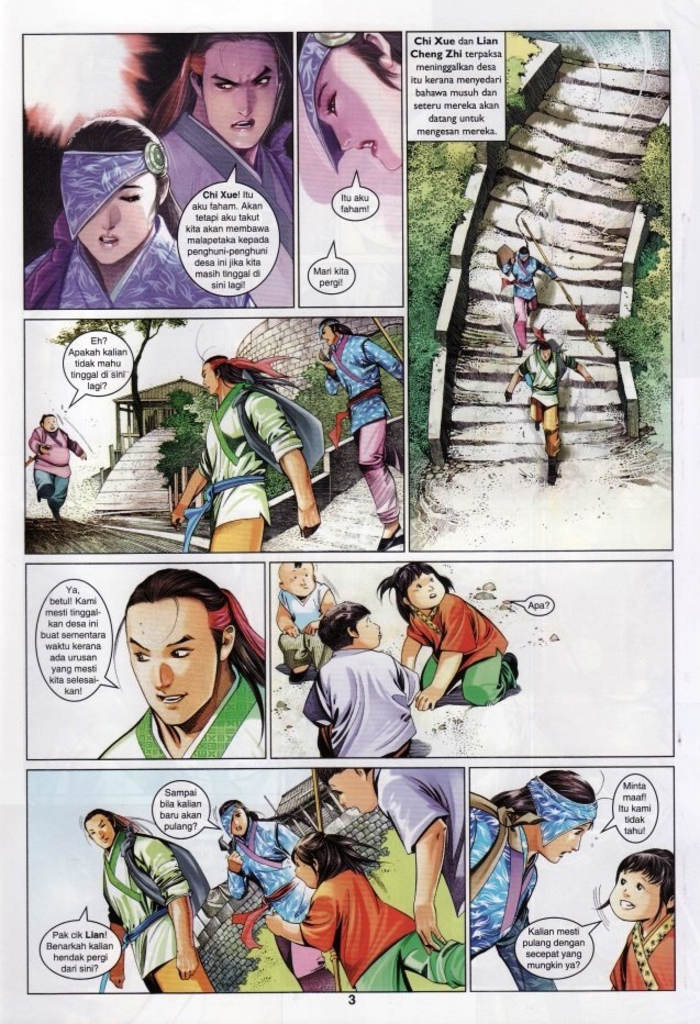 Chi Xue! Itu
aku faham. Akan
tetapi aku takut
kita akan membawa
malapetaka kepada
penghuni-penghuni
desa ini jika kita
masih tinggal di
sini lagi!
Itu aku
faham!
Mari kita
pergi!
Chi Xue dan Lian
Cheng Zhi terpaksa
meninggalkan desa
itu kerana menyedari
bahawa musuh dan
seteru mereka akan
datang untuk
mengesan mereka.
Eh?
Apakah kalian
tidak mahu
tinggal di sini
lagi?
Ya,
betul! Kami
mesti tinggal-
kan desa ini
buat sementara
waktu kerana
ada urusan
yang mesti
kita selesai-
kan!
Apa?
Sampai
bila kalian
baru akan
pulang?
Pak cik Lian!
Benarkah kalian
hendak pergi
dari sini?
Minta
maaf!
Itu kami
tidak
tahu!
Kalian mesti
pulang dengan
secepat yang
mungkin ya?
3